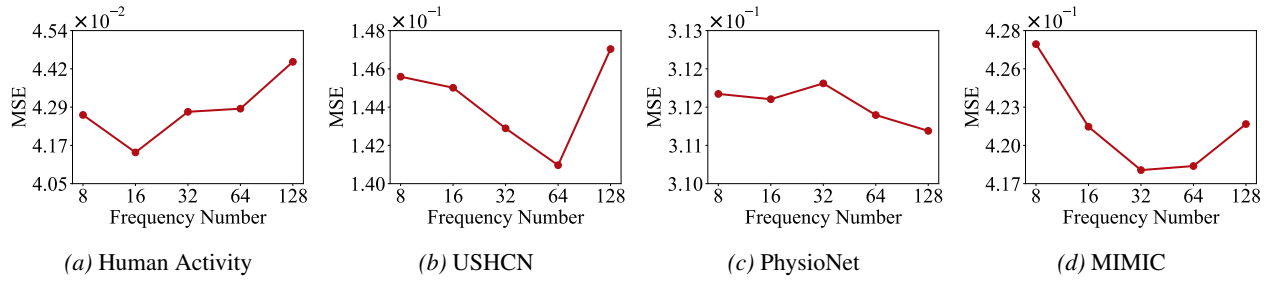 ×10⁻²
4.54
4.42
4.29
4.17
4.05
MSE
8 16 32 64 128
Frequency Number
(a) Human Activity
×10⁻¹
1.48
1.46
1.44
1.42
1.40
MSE
8 16 32 64 128
Frequency Number
(b) USHCN
×10⁻¹
3.13
3.12
3.12
3.11
3.10
MSE
8 16 32 64 128
Frequency Number
(c) PhysioNet
×10⁻¹
4.28
4.23
4.20
4.17
MSE
8 16 32 64 128
Frequency Number
(d) MIMIC